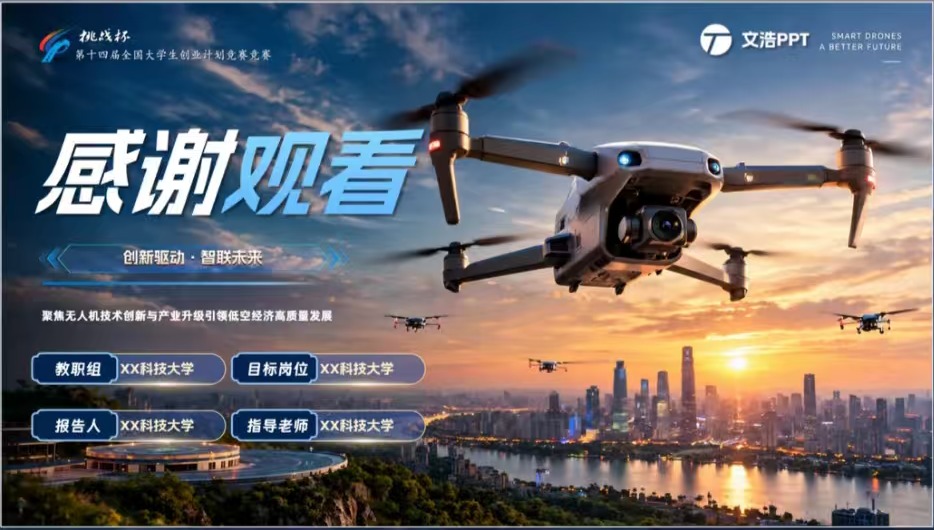 挑战杯
第十四届全国大学生创业计划竞赛竞赛
文浩PPT
SMART DRONES
A BETTER FUTURE
感谢观看
创新驱动·智联未来
聚焦无人机技术创新与产业升级引领低空经济高质量发展
教职组 XX科技大学
目标岗位 XX科技大学
报告人 XX科技大学
指导老师 XX科技大学